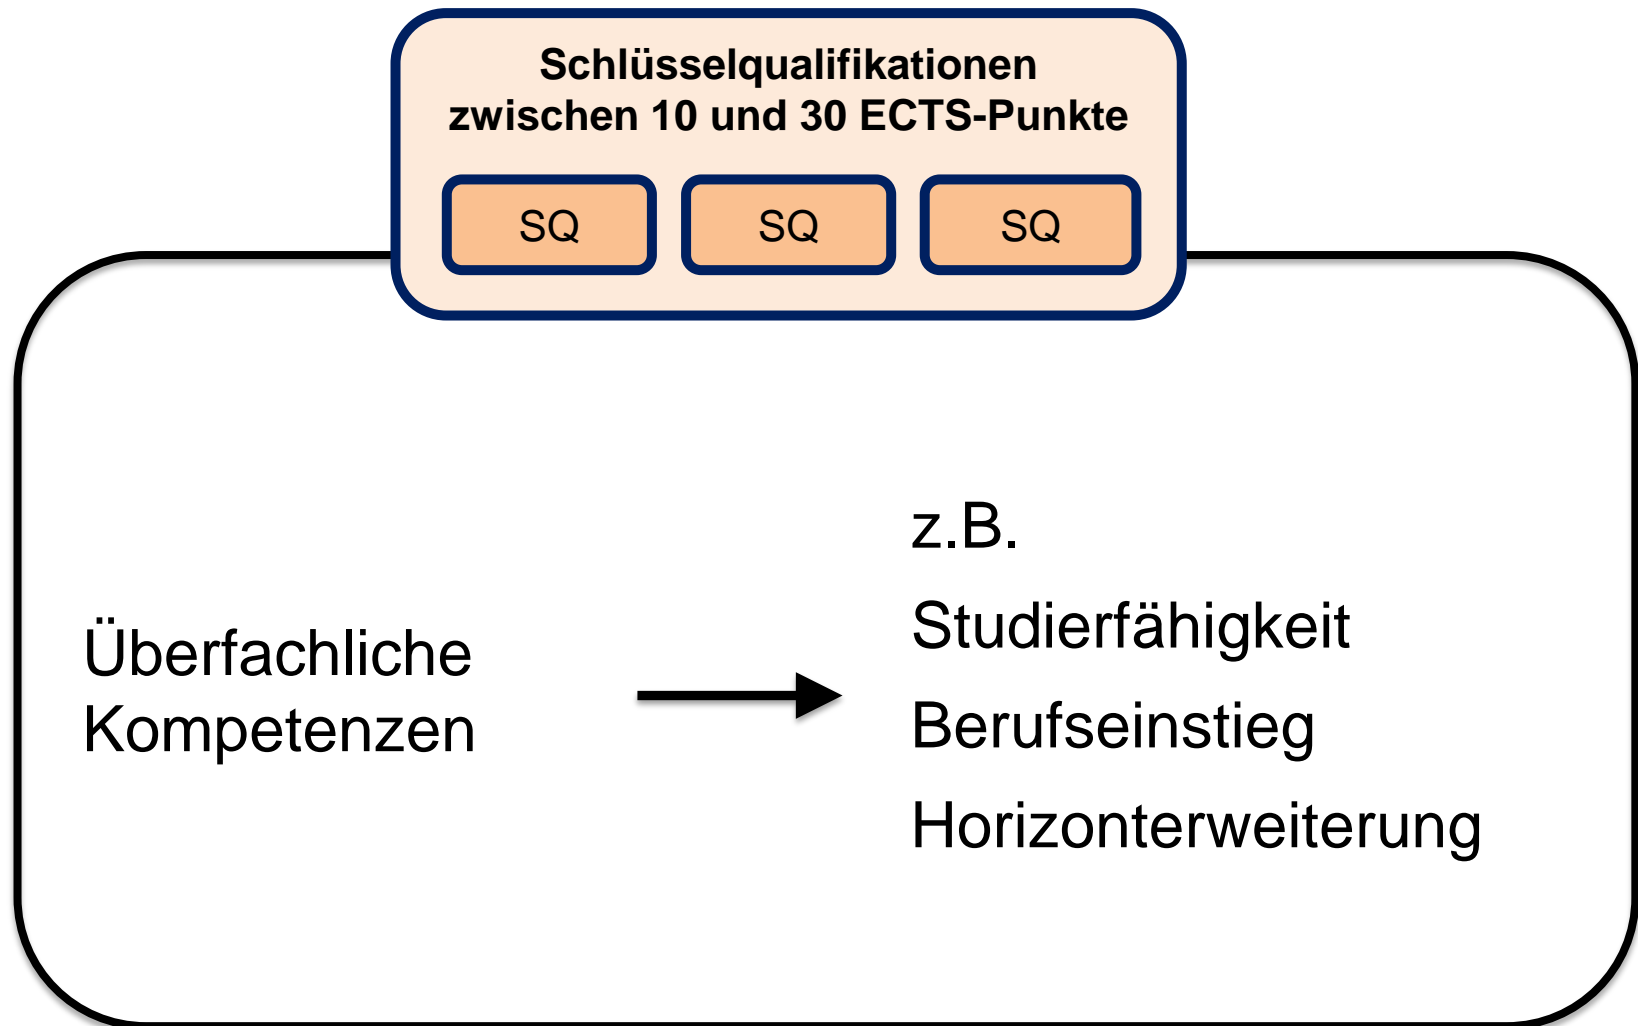 Schlüsselqualifikationen
zwischen 10 und 30 ECTS-Punkte
SQ
SQ
SQ
Überfachliche
Kompetenzen
z.B.
Studierfähigkeit
Berufseinstieg
Horizonterweiterung